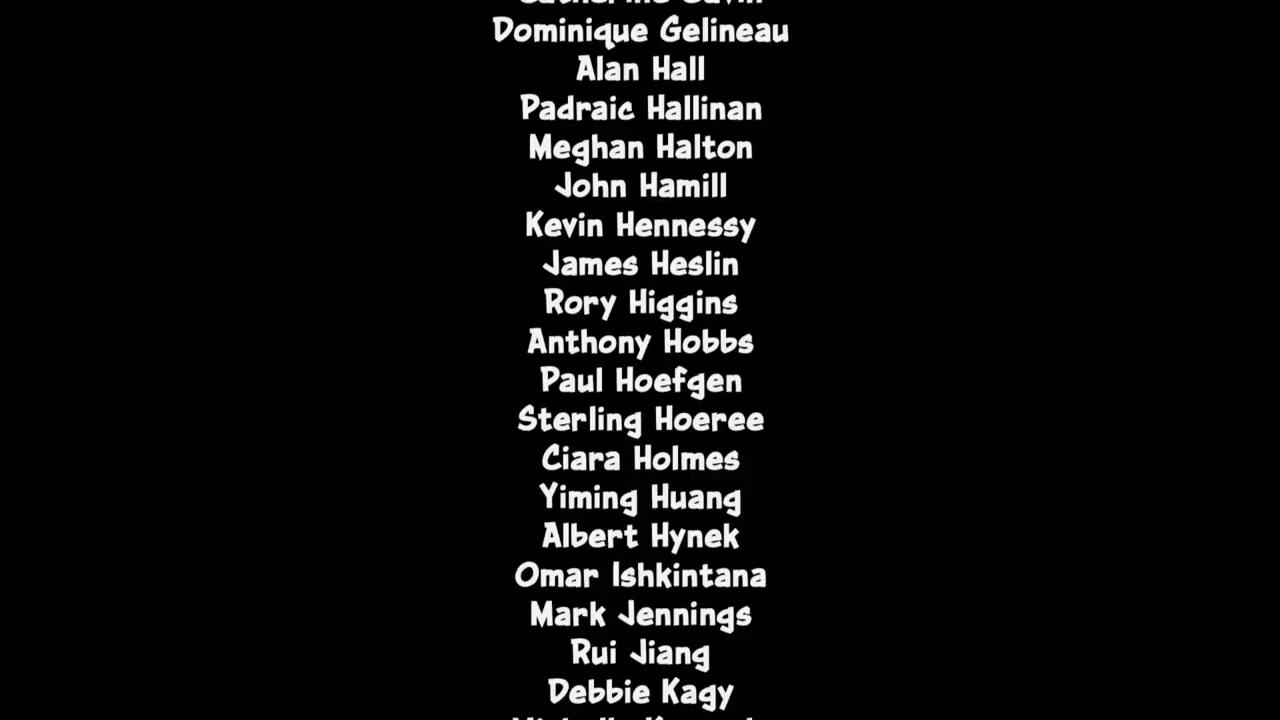 Dominique Gelineau
Alan Hall
Padraic Hallinan
Meghan Halton
John Hamill
Kevin Hennessy
James Heslin
Rory Higgins
Anthony Hobbs
Paul Hoefgen
Sterling Hoeree
Ciara Holmes
Yiming Huang
Albert Hynek
Omar Ishkintana
Mark Jennings
Rui Jiang
Debbie Kagy